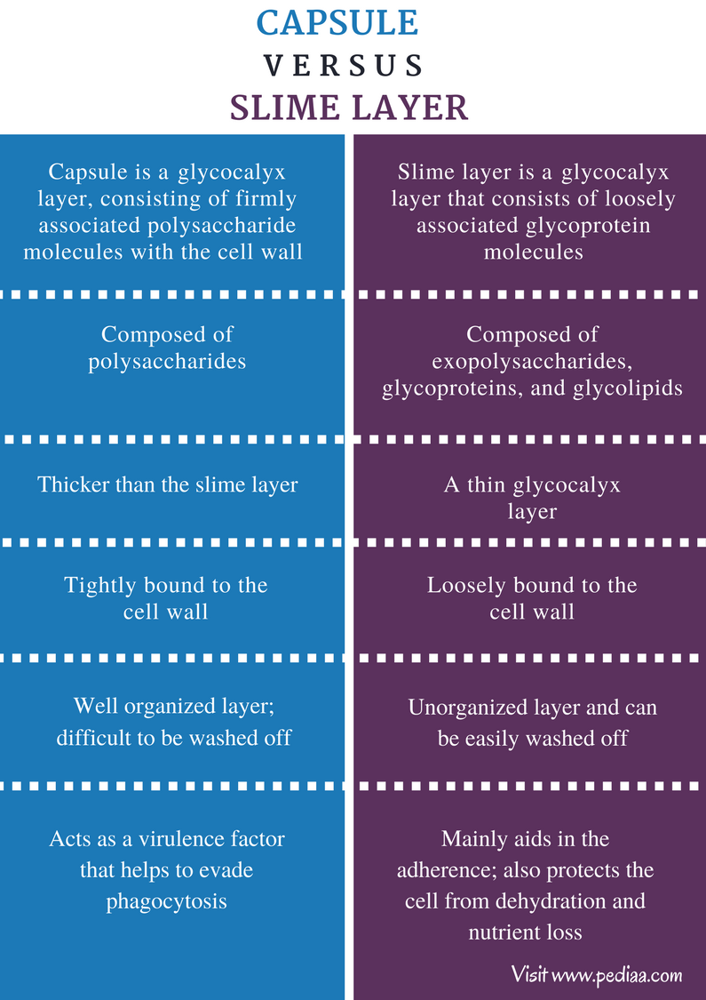 CAPSULE
VERSUS
SLIME LAYER
Capsule is a glycocalyx
layer, consisting of firmly
associated polysaccharide
molecules with the cell wall
Slime layer is a glycocalyx
layer that consists of loosely
associated glycoprotein
molecules
Composed of
polysaccharides
Composed of
exopolysaccharides,
glycoproteins, and glycolipids
Thicker than the slime layer
A thin glycocalyx
layer
Tightly bound to the
cell wall
Loosely bound to the
cell wall
Well organized layer;
difficult to be washed off
Unorganized layer and can
be easily washed off
Acts as a virulence factor
that helps to evade
phagocytosis
Mainly aids in the
adherence; also protects the
cell from dehydration and
nutrient loss
Visit www.pediaa.com